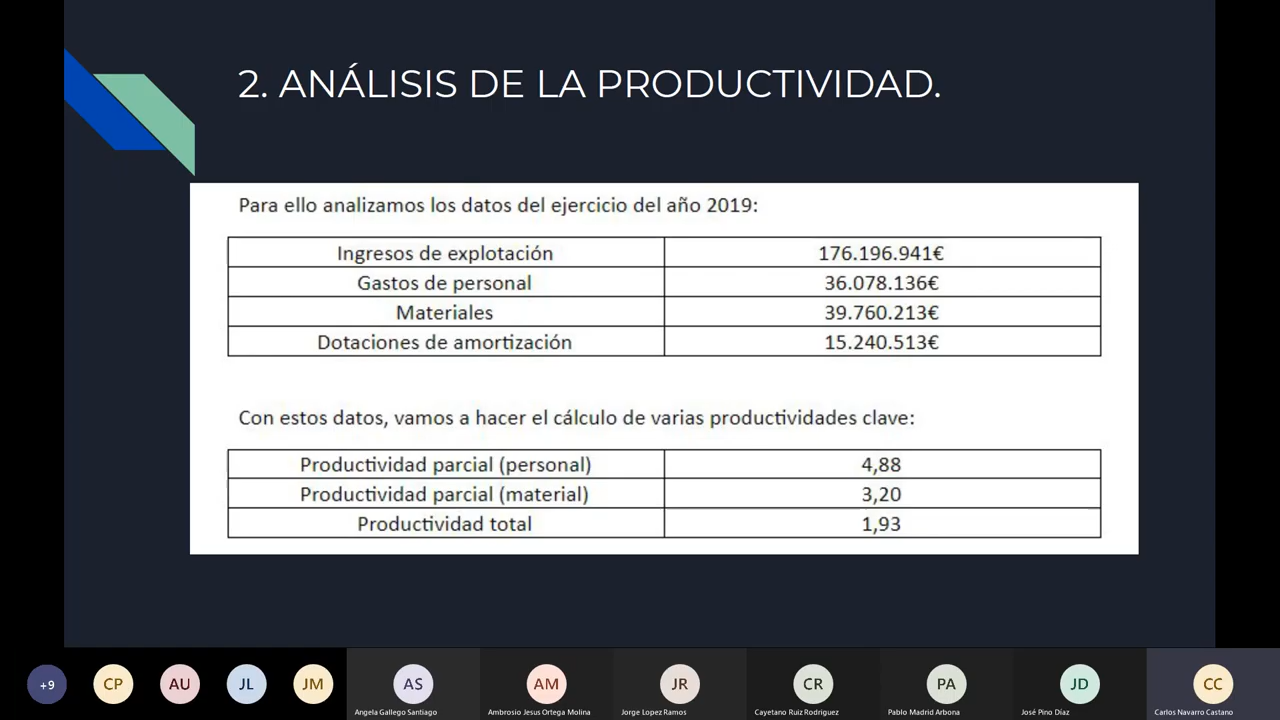 2. ANÁLISIS DE LA PRODUCTIVIDAD.
Para ello analizamos los datos del ejercicio del año 2019:
Ingresos de explotación 176.196.941€
Gastos de personal 36.078.136€
Materiales 39.760.213€
Dotaciones de amortización 15.240.513€
Con estos datos, vamos a hacer el cálculo de varias productividades clave:
Productividad parcial (personal) 4,88
Productividad parcial (material) 3,20
Productividad total 1,93
+9 CP AU JL JM AS AM JR CR PA JD CC
Angela Gallego Santiago Ambrosio Jesus Ortega Molina Jorge Lopez Ramos Cayetano Ruiz Rodriguez Pablo Madrid Arbona José Pino Díaz Carlos Navarro Castano